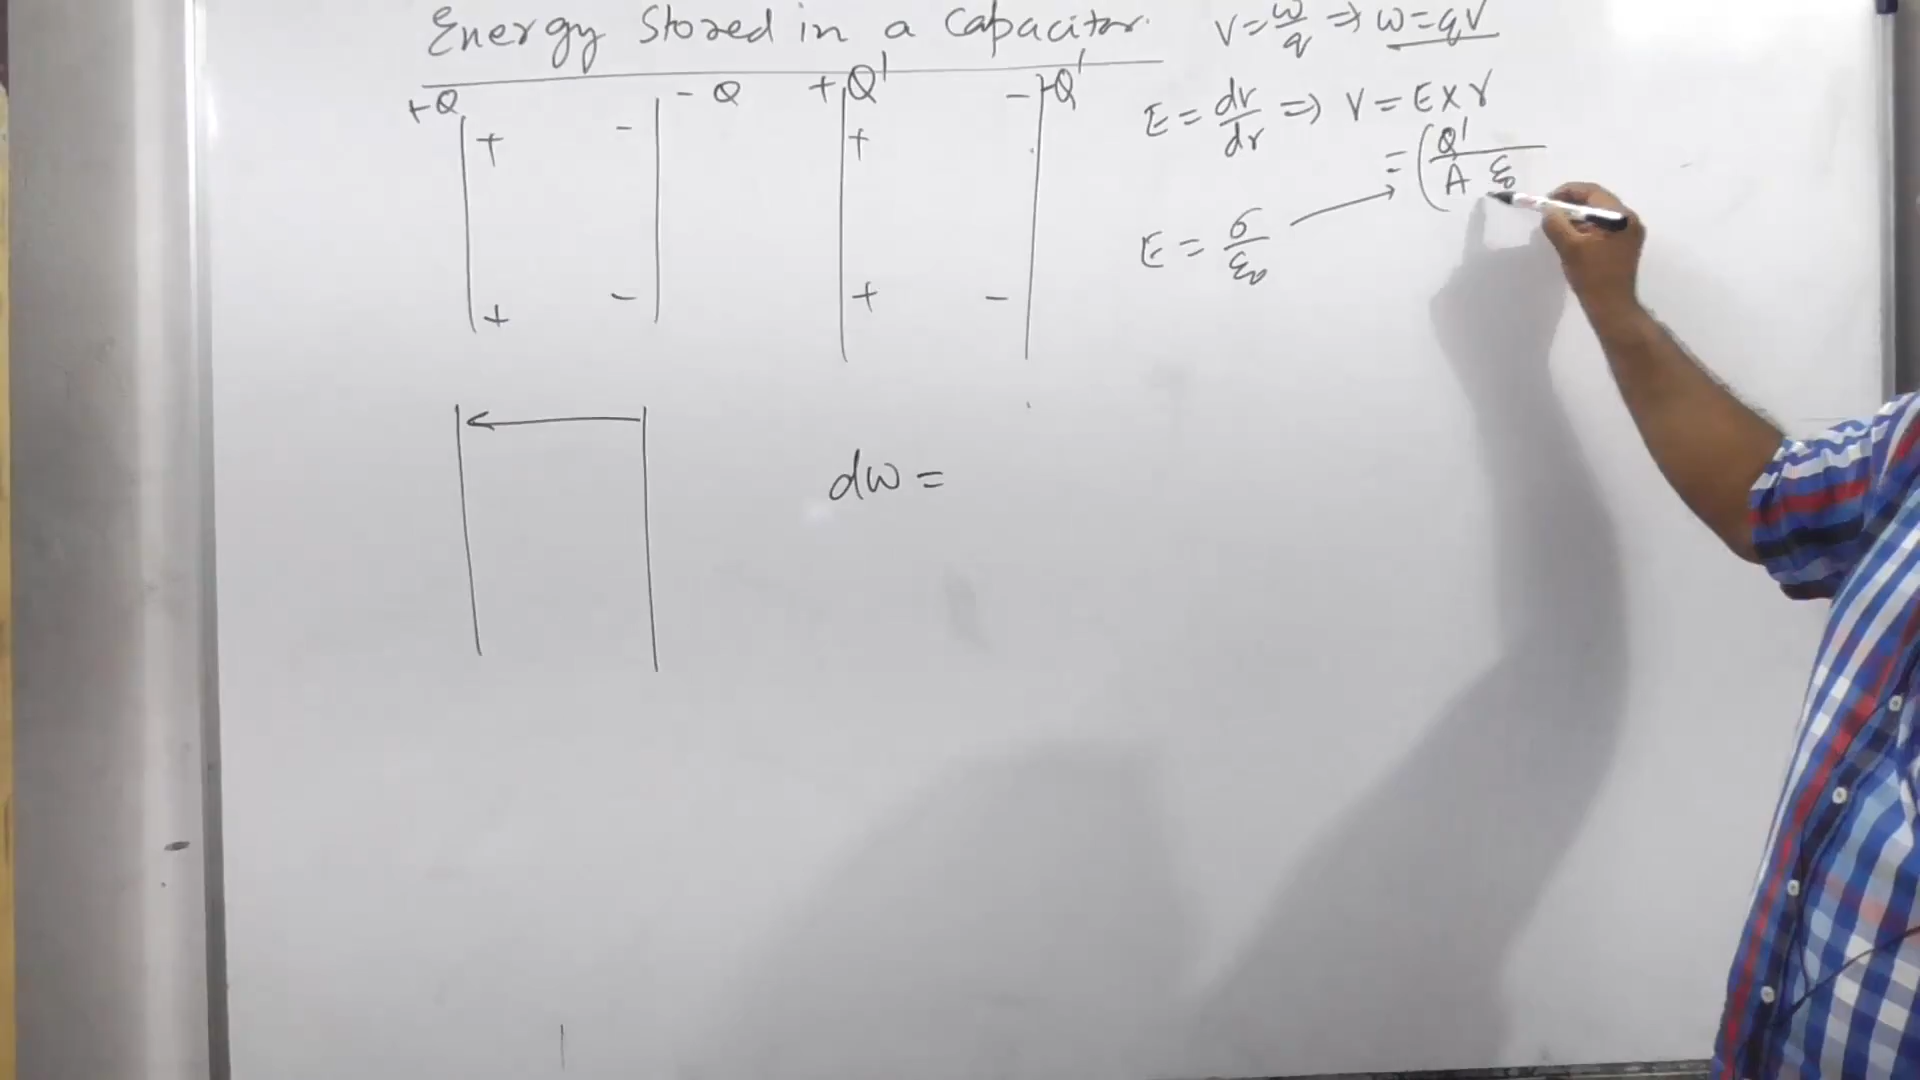 Energy Stored in a Capacitor.
V = w/q ⇒ w = qV
+Q - Q +Q' -Q'
E = dv/dr ⇒ V = E x r
= (Q'/A ε₀
E = σ/ε₀
+ - +
+ - + -
dw =